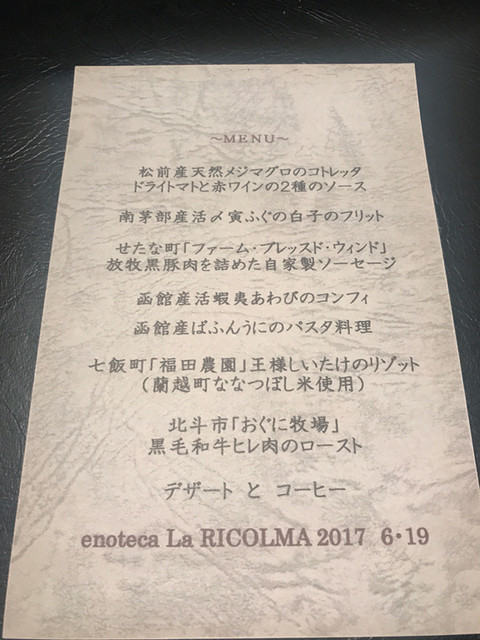 ～MENU～
松前産天然メジマグロのコトレッタ
ドライトマトと赤ワインの2種のソース
南茅部産活〆寅ふぐの白子のフリット
せたな町「ファーム・ブレッスド・ウィンド」
放牧黒豚肉を詰めた自家製ソーセージ
函館産活蝦夷あわびのコンフィ
函館産ばふんうにのパスタ料理
七飯町「福田農園」王様しいたけのリゾット
（蘭越町ななつぼし米使用）
北斗市「おぐに牧場」
黒毛和牛ヒレ肉のロースト
デザート と コーヒー
enoteca La RICOLMA 2017 6・19